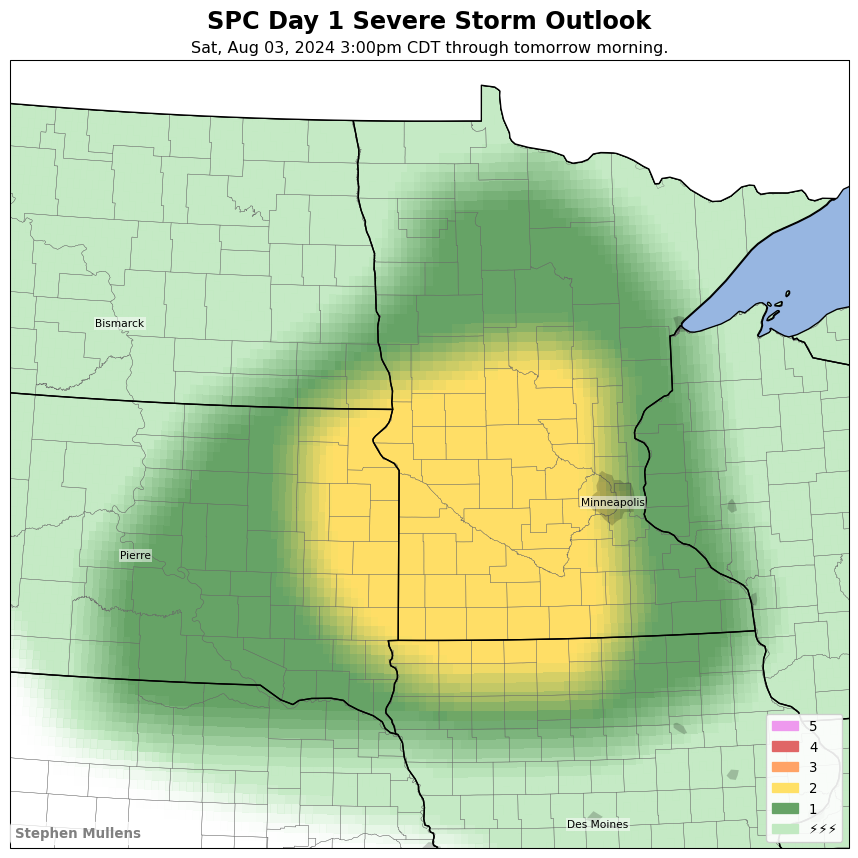 SPC Day 1 Severe Storm Outlook
Sat, Aug 03, 2024 3:00pm CDT through tomorrow morning.
Bismarck
Minneapolis
Pierre
5
4
3
2
1
⚡⚡⚡
Des Moines
Stephen Mullens